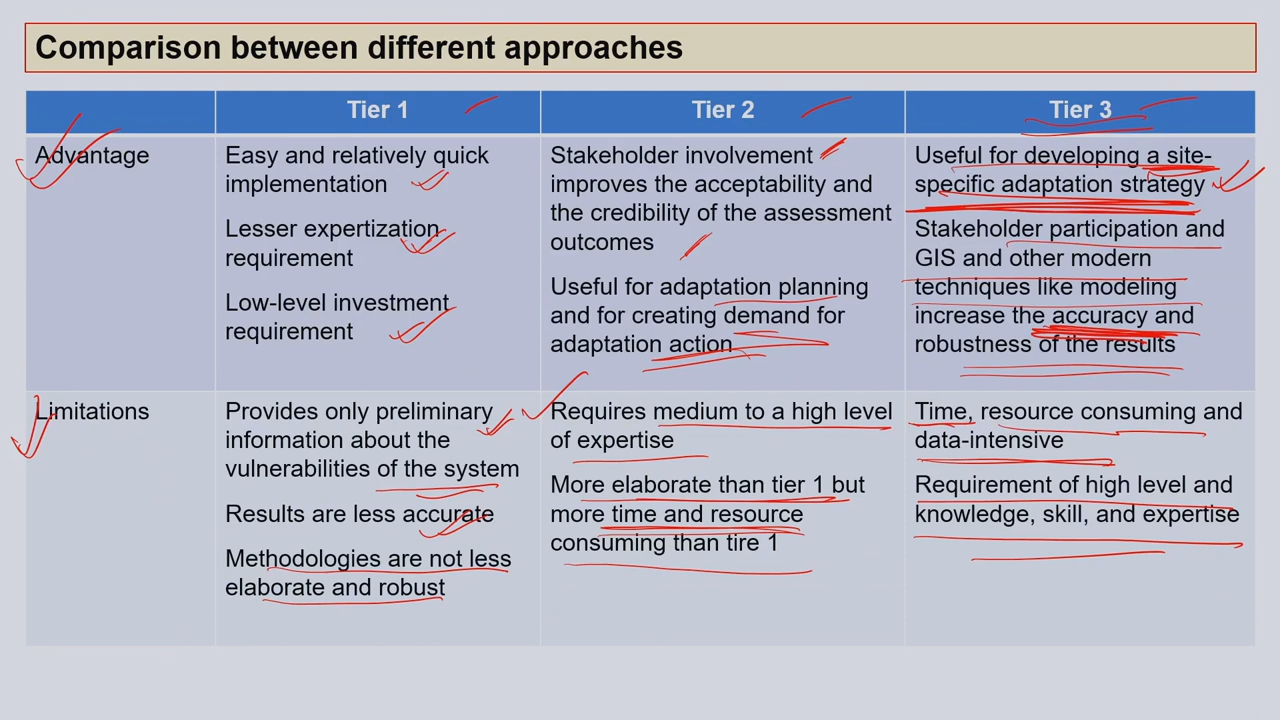 Comparison between different approaches
Tier 1
Tier 2
Tier 3
Advantage
Easy and relatively quick
implementation
Lesser expertization
requirement
Low-level investment
requirement
Stakeholder involvement
improves the acceptability and
the credibility of the assessment
outcomes
Useful for adaptation planning
and for creating demand for
adaptation action
Useful for developing a site-
specific adaptation strategy
Stakeholder participation and
GIS and other modern
techniques like modeling
increase the accuracy and
robustness of the results
Limitations
Provides only preliminary
information about the
vulnerabilities of the system
Results are less accurate
Methodologies are not less
elaborate and robust
Requires medium to a high level
of expertise
More elaborate than tier 1 but
more time and resource
consuming than tire 1
Time, resource consuming and
data-intensive
Requirement of high level and
knowledge, skill, and expertise